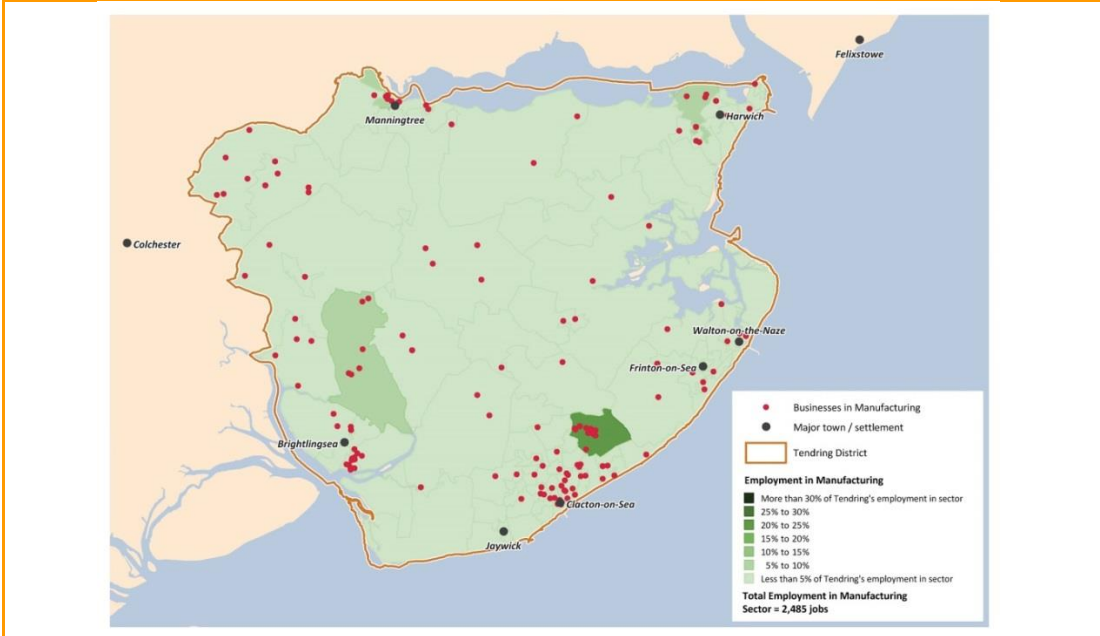 Felixstowe
Manningtree
Harwich
Colchester
Walton-on-the-Naze
Frinton-on-Sea
Brightlingsea
Clacton-on-Sea
Jaywick
Businesses in Manufacturing
Major town / settlement
Tendring District
Employment in Manufacturing
More than 30% of Tendring's employment in sector
25% to 30%
20% to 25%
15% to 20%
10% to 15%
5% to 10%
Less than 5% of Tendring's employment in sector
Total Employment in Manufacturing
Sector = 2,485 jobs